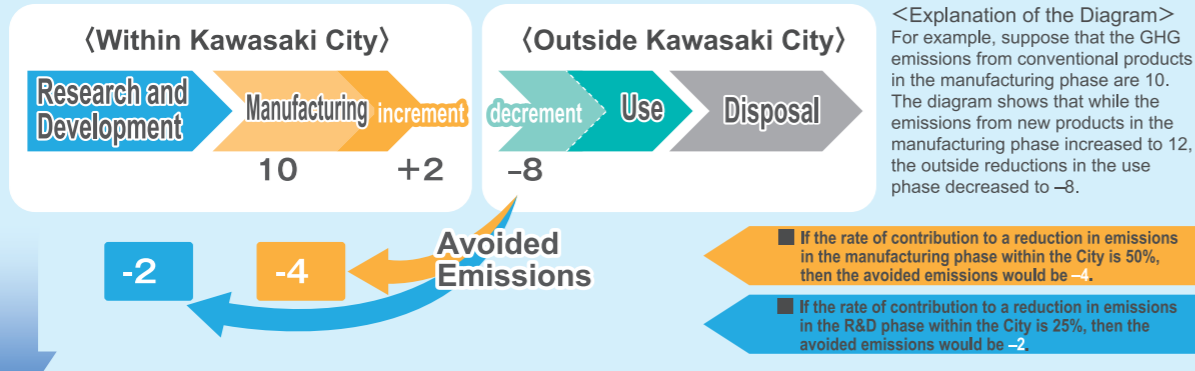 〈Within Kawasaki City〉
Research and
Development
Manufacturing
increment
10
+2
〈Outside Kawasaki City〉
decrement
Use
Disposal
-8
<Explanation of the Diagram>
For example, suppose that the GHG
emissions from conventional products
in the manufacturing phase are 10.
The diagram shows that while the
emissions from new products in the
manufacturing phase increased to 12,
the outside reductions in the use
phase decreased to –8.
-2
-4
Avoided
Emissions
■ If the rate of contribution to a reduction in emissions
in the manufacturing phase within the City is 50%,
then the avoided emissions would be –4.
■ If the rate of contribution to a reduction in emissions
in the R&D phase within the City is 25%, then the
avoided emissions would be –2.